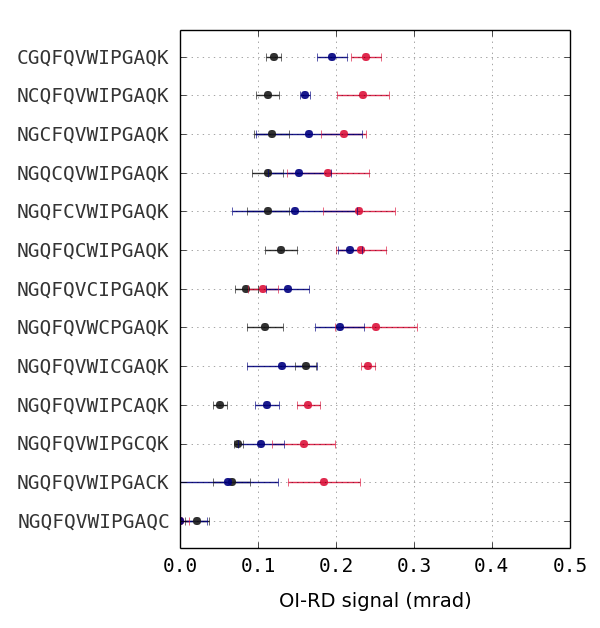 CGQFQVWIPGAQK
NCQFQVWIPGAQK
NGCFQVWIPGAQK
NGQCQVWIPGAQK
NGQFCVWIPGAQK
NGQFQCWIPGAQK
NGQFQVCIPGAQK
NGQFQVWCPGAQK
NGQFQVWICGAQK
NGQFQVWIPCAQK
NGQFQVWIPGCQK
NGQFQVWIPGACK
NGQFQVWIPGAQC
0.0 0.1 0.2 0.3 0.4 0.5
OI-RD signal (mrad)